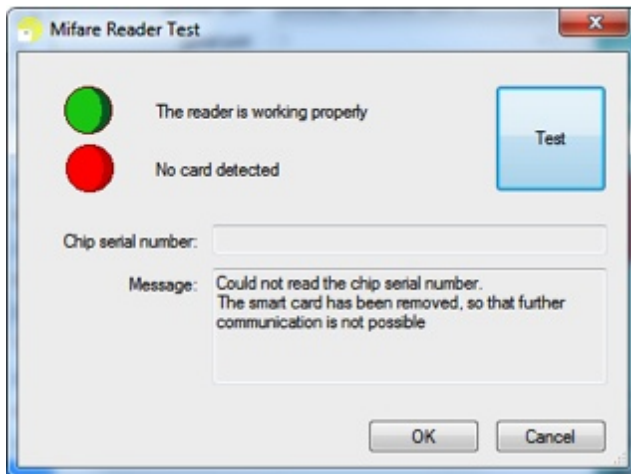 Mifare Reader Test
The reader is working properly
Test
No card detected
Chip serial number:
Message:
Could not read the chip serial number.
The smart card has been removed, so that further
communication is not possible
OK
Cancel